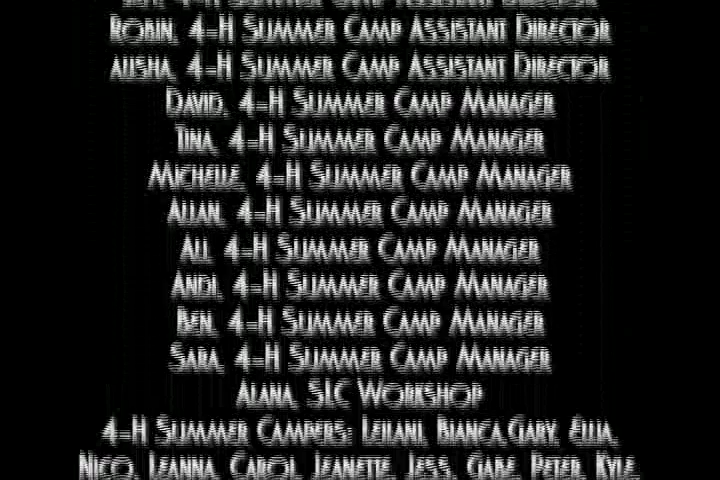 Robin, 4-H Summer Camp Assistant Director
Alisha, 4-H Summer Camp Assistant Director
David, 4-H Summer Camp Manager
Tina, 4-H Summer Camp Manager
Michelle, 4-H Summer Camp Manager
Allan, 4-H Summer Camp Manager
4-H Summer Camp Manager
Andi, 4-H Summer Camp Manager
Ben, 4-H Summer Camp Manager
Sara, 4-H Summer Camp Manager
Alana, SLC Workshop
4-H Summer Campers: Leilani, Bianca, Gary, Ellia,
Nico, Leanna, Carol, Jeanette, Jess, Gabe, Peter, Kyle,